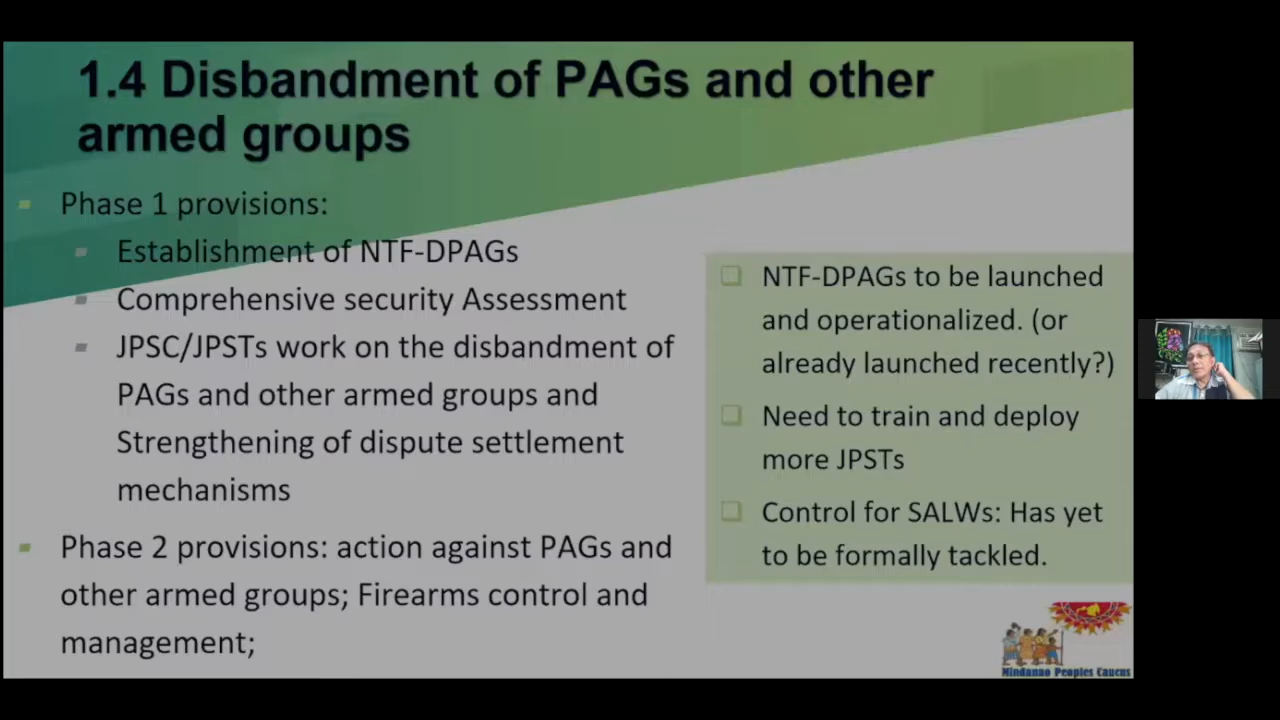 1.4 Disbandment of PAGs and other
armed groups
Phase 1 provisions:
Establishment of NTF-DPAGs
Comprehensive security Assessment
JPSC/JPSTs work on the disbandment of
PAGs and other armed groups and
Strengthening of dispute settlement
mechanisms
Phase 2 provisions: action against PAGs and
other armed groups; Firearms control and
management;
NTF-DPAGs to be launched
and operationalized. (or
already launched recently?)
Need to train and deploy
more JPSTs
Control for SALWs: Has yet
to be formally tackled.
Mindanao Peoples Caucus